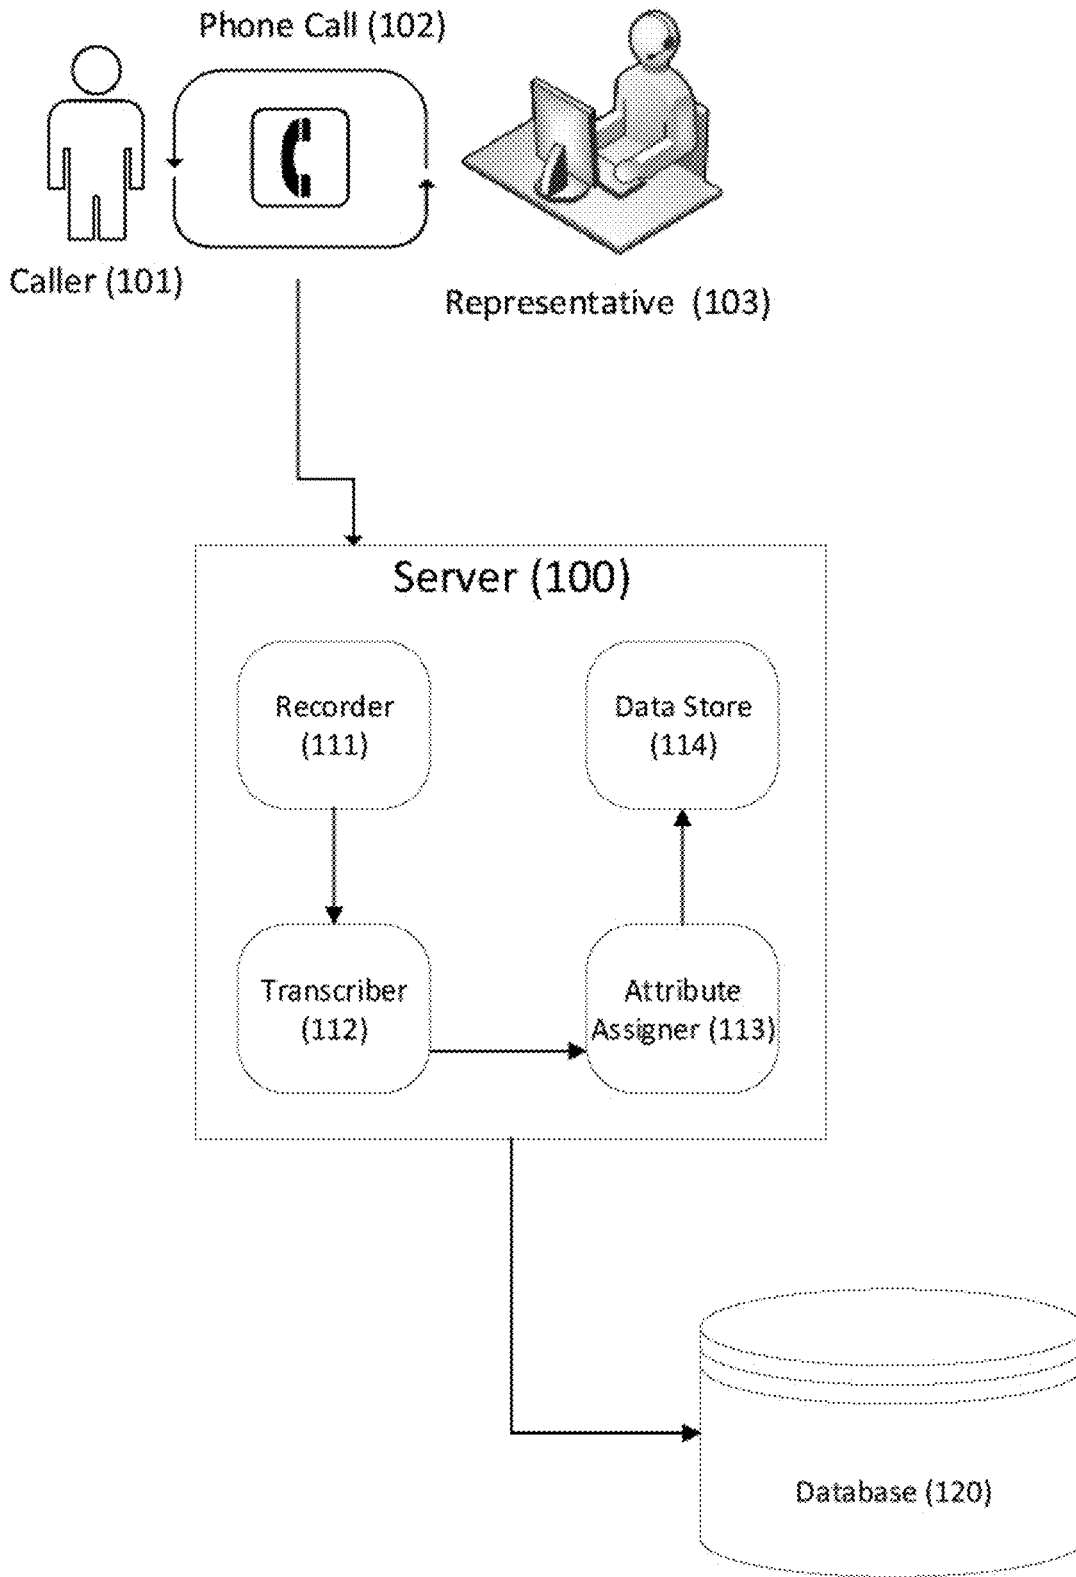 Phone Call (102)
Caller (101)
Representative (103)
Server (100)
Recorder
(111)
Data Store
(114)
Transcriber
(112)
Attribute
Assigner (113)
Database (120)